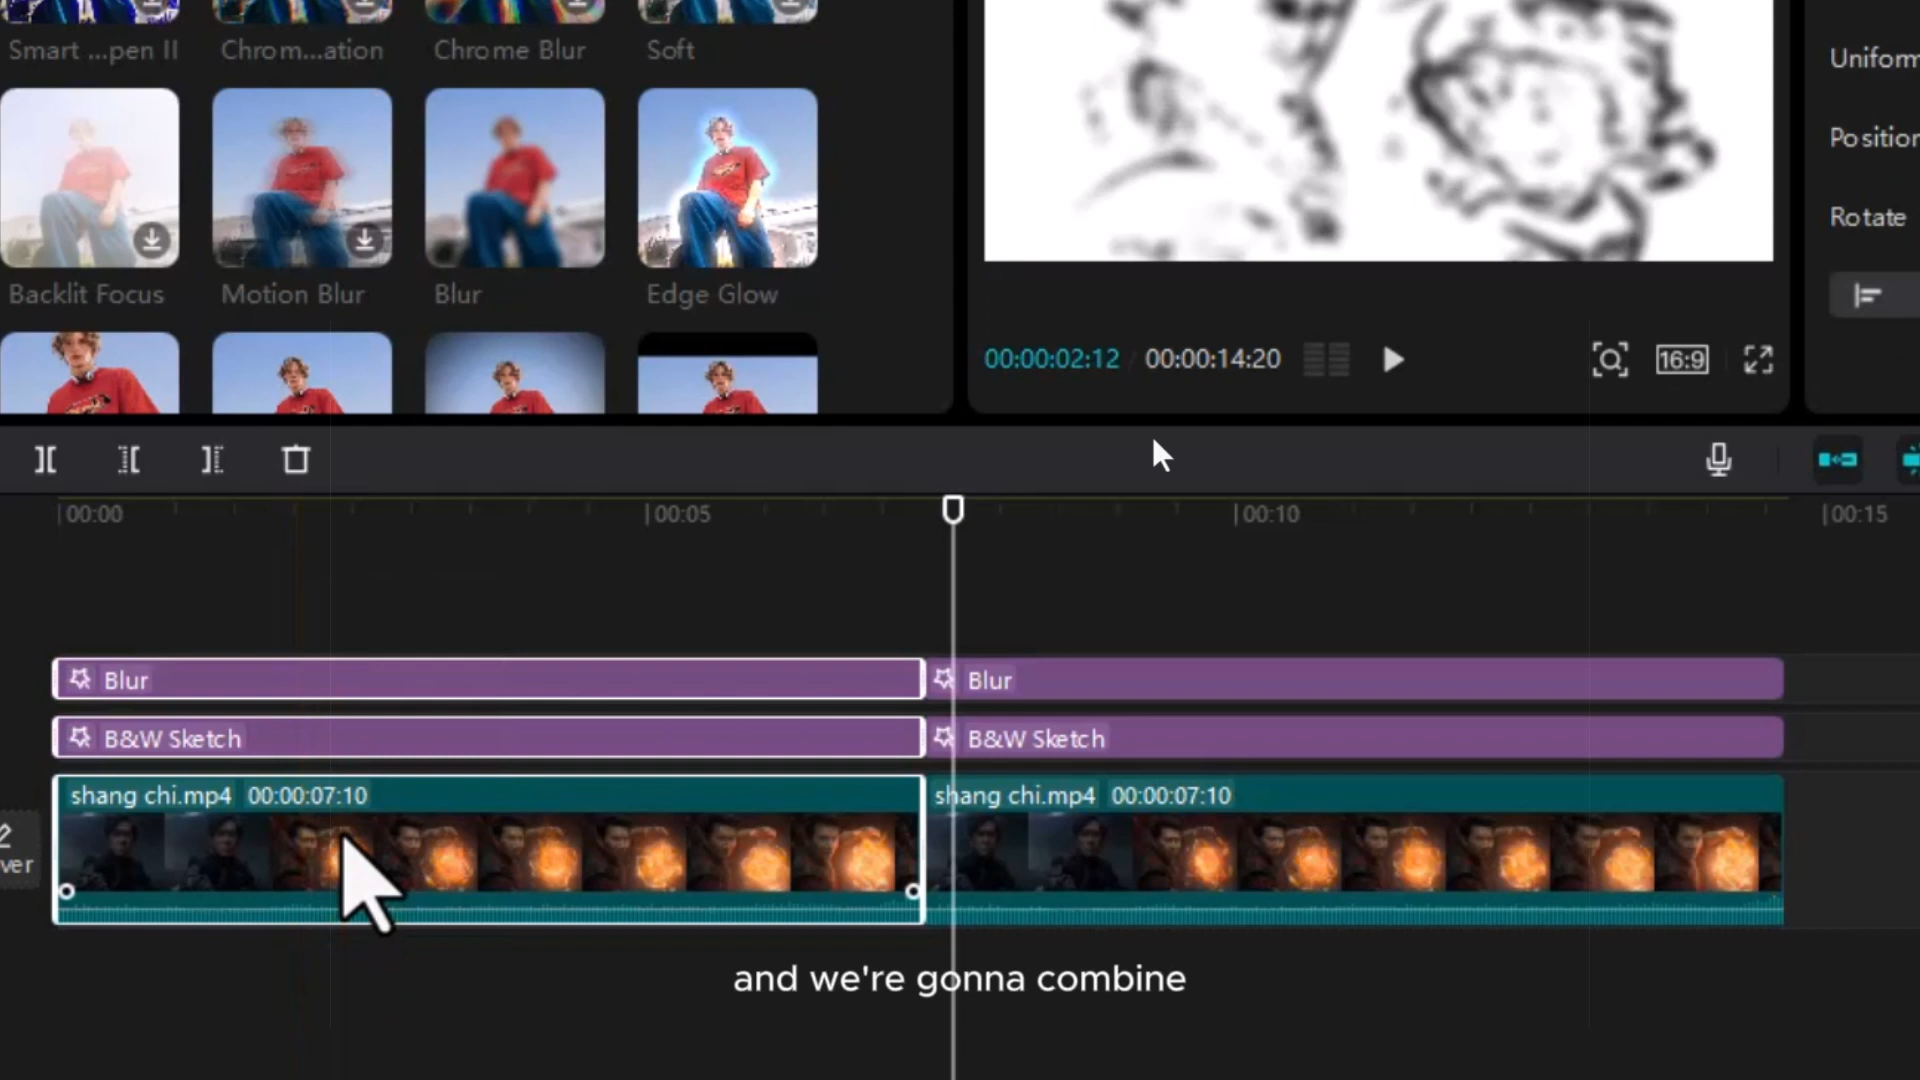 Smart ...pen II
Chrom...ation
Chrome Blur
Soft
Backlit Focus
Motion Blur
Blur
Edge Glow
Uniform
Position
Rotate
00:00:02:12 / 00:00:14:20
16:9
00:00
00:05
00:10
00:15
Blur
Blur
B&W Sketch
B&W Sketch
shang chi.mp4 00:00:07:10
shang chi.mp4 00:00:07:10
ver
and we're gonna combine